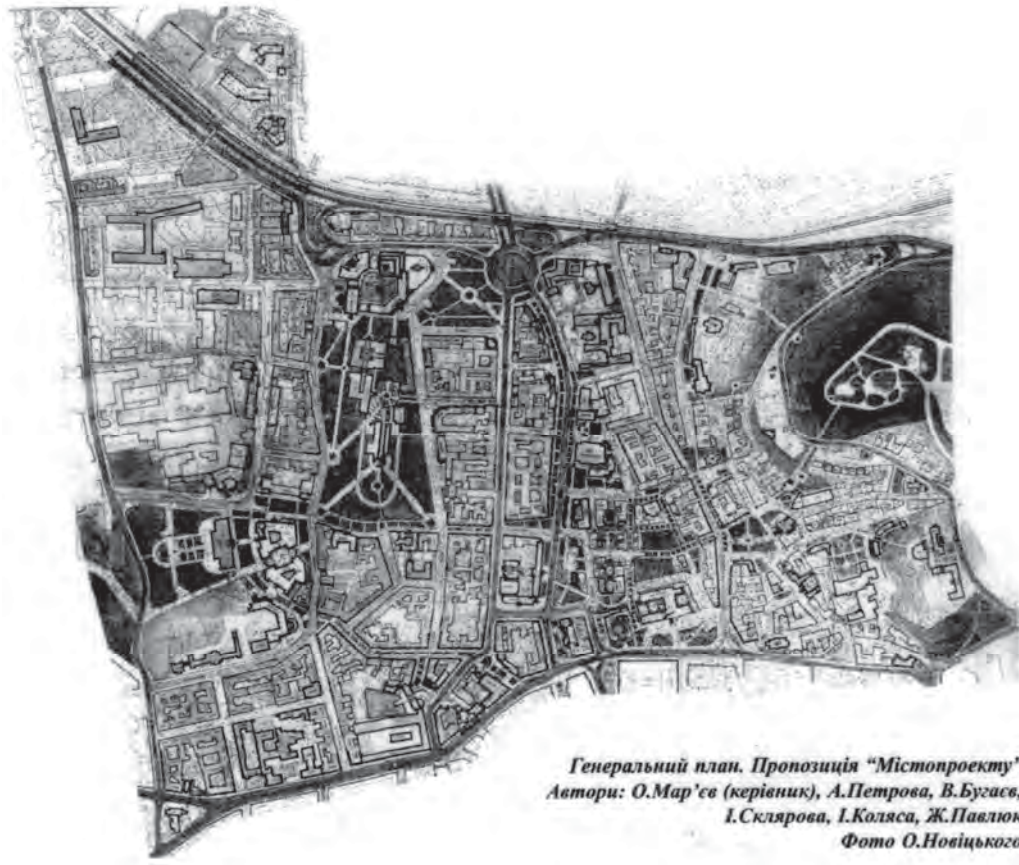 Генеральний план. Пропозиція “Містопроекту”
Автори: О.Мар’єв (керівник), А.Петрова, В.Бугаєв,
І.Склярова, І.Коляса, Ж.Павлюк
Фото О.Новіцького